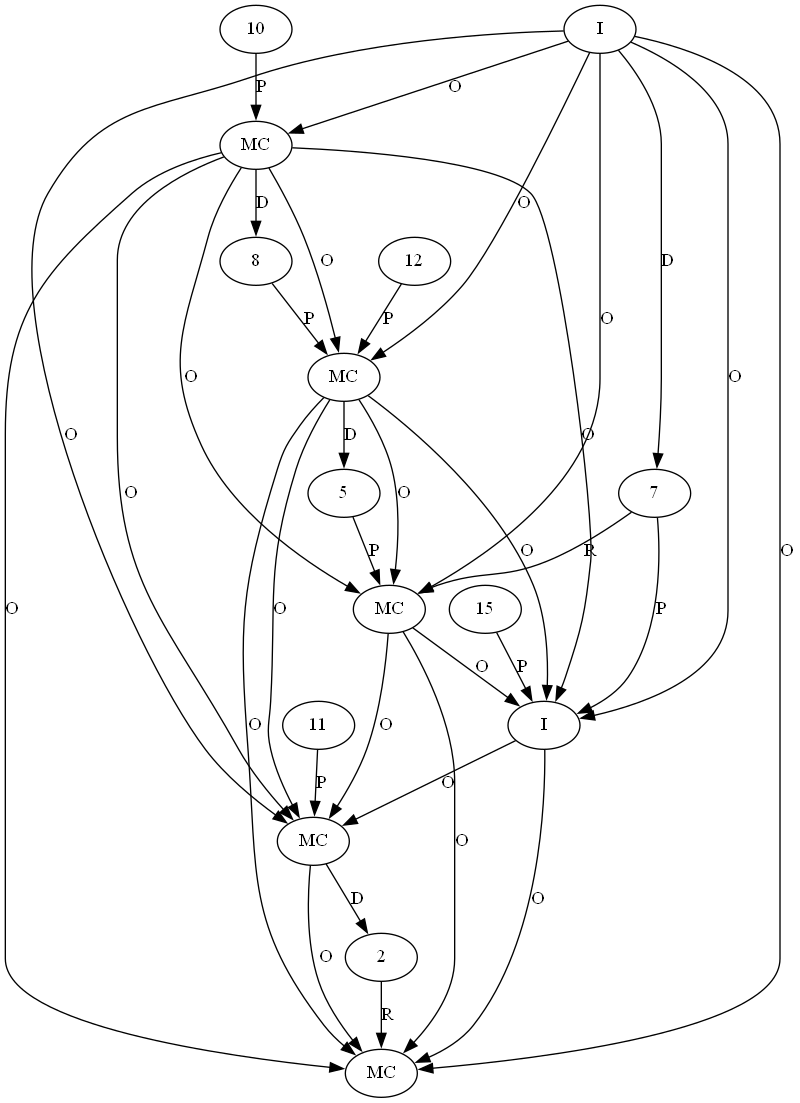 10 I
P O
MC
D O
8 O 12
P P
O O
MC
O D O O
5 O 7
P O R
MC 15 P
O O O P
11 O O I
P O O
MC
D O O
O 2
R
MC